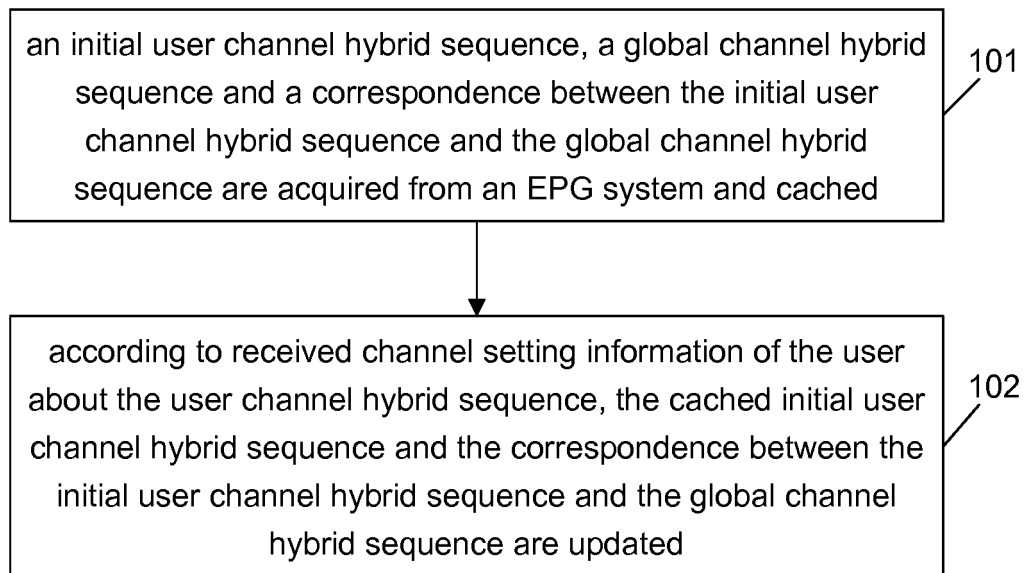 an initial user channel hybrid sequence, a global channel hybrid
sequence and a correspondence between the initial user
channel hybrid sequence and the global channel hybrid
sequence are acquired from an EPG system and cached
101
according to received channel setting information of the user
about the user channel hybrid sequence, the cached initial user
channel hybrid sequence and the correspondence between the
initial user channel hybrid sequence and the global channel
hybrid sequence are updated
102